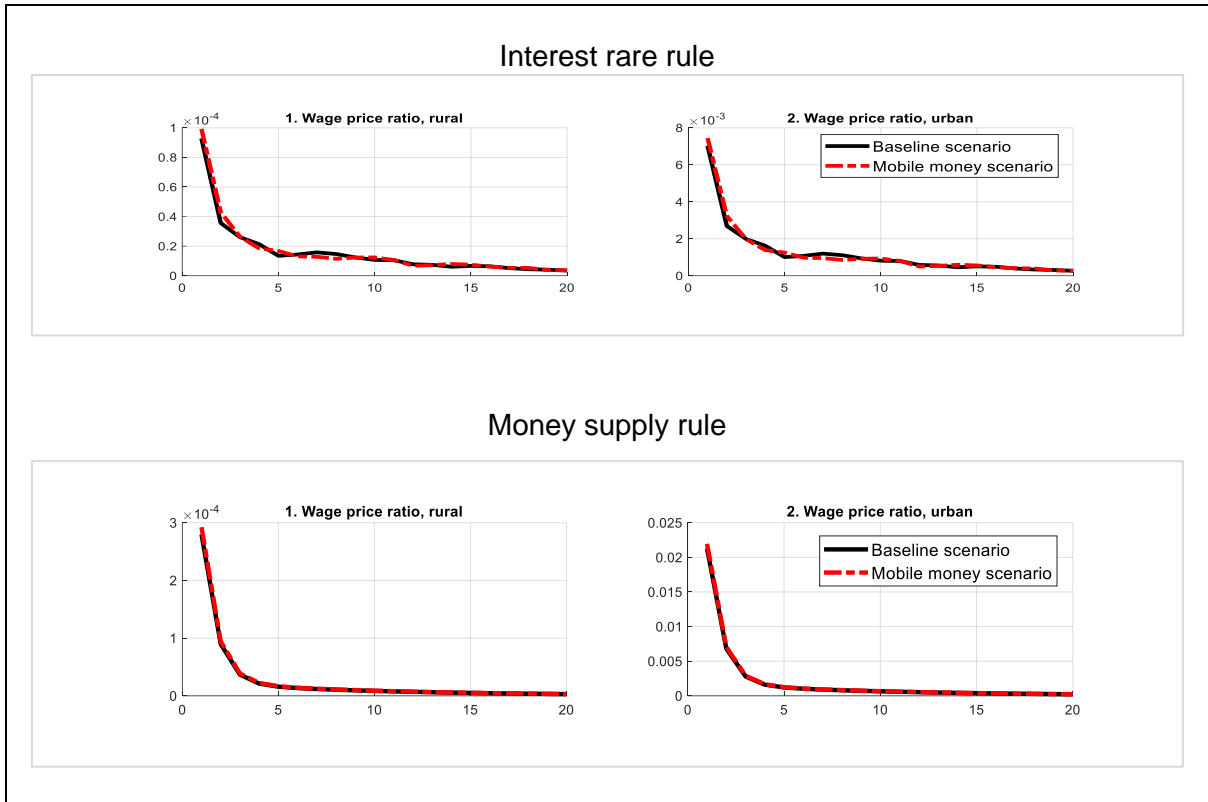 Interest rare rule
1. Wage price ratio, rural
×10⁻⁴
1
0.8
0.6
0.4
0.2
0
0 5 10 15 20
2. Wage price ratio, urban
×10⁻³
8
6
4
2
0
0 5 10 15 20
Baseline scenario
Mobile money scenario
Money supply rule
1. Wage price ratio, rural
×10⁻⁴
3
2
1
0
0 5 10 15 20
2. Wage price ratio, urban
0.025
0.02
0.015
0.01
0.005
0
0 5 10 15 20
Baseline scenario
Mobile money scenario